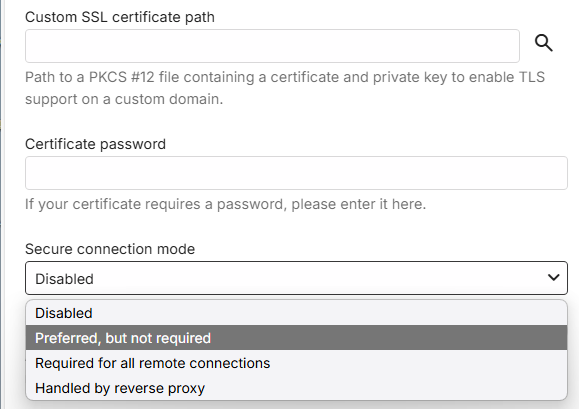 Custom SSL certificate path
Path to a PKCS #12 file containing a certificate and private key to enable TLS
support on a custom domain.
Certificate password
If your certificate requires a password, please enter it here.
Secure connection mode
Disabled
Disabled
Preferred, but not required
Required for all remote connections
Handled by reverse proxy